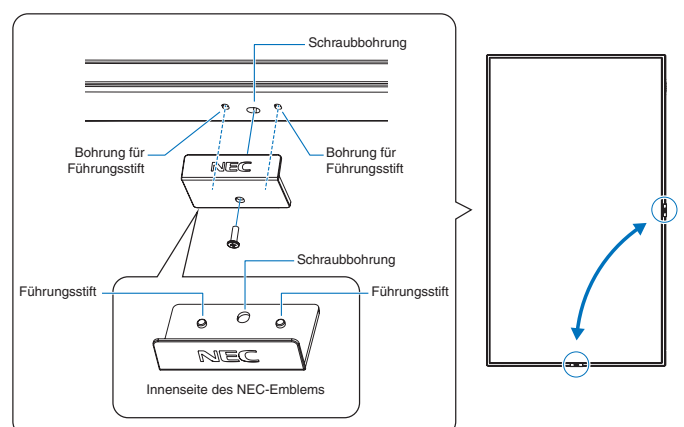 Schraubbohrung
Bohrung für
Führungsstift
Bohrung für
Führungsstift
NEC
Schraubbohrung
Führungsstift
Führungsstift
NEC
Innenseite des NEC-Emblems